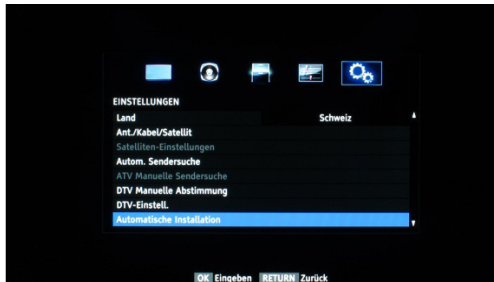 EINSTELLUNGEN
Land Schweiz
Ant./Kabel/Satellit
Satelliten-Einstellungen
Autom. Sendersuche
ATV Manuelle Sendersuche
DTV Manuelle Abstimmung
DTV-Einstell.
Automatische Installation
OK Eingeben RETURN Zurück